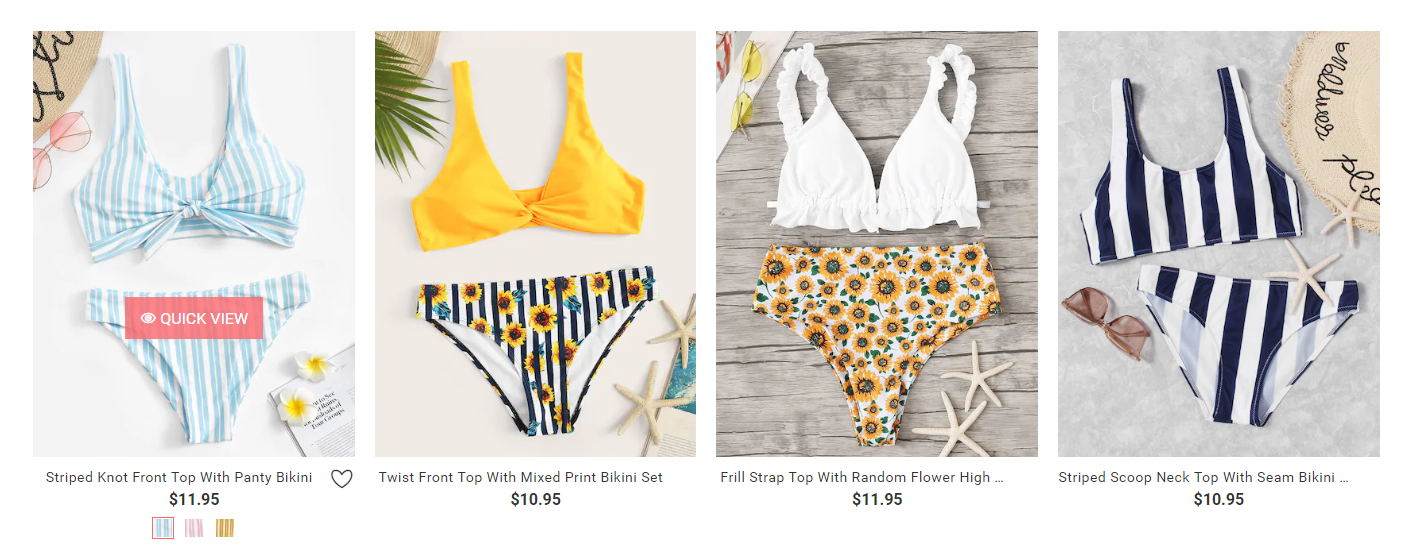 Maldives
QUICK VIEW
Striped Knot Front Top With Panty Bikini
$11.95
Twist Front Top With Mixed Print Bikini Set
$10.95
Frill Strap Top With Random Flower High ...
$11.95
Striped Scoop Neck Top With Seam Bikini ...
$10.95